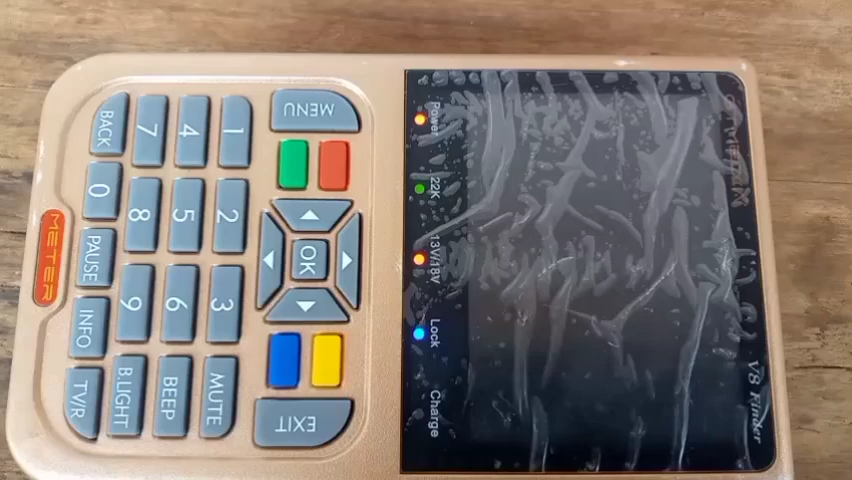 V8 Finder
Power 22K 13V/18V Lock Charge
MENU EXIT
OK
1 2 3 MUTE
4 5 6 BEEP
7 8 9 B.LIGHT
BACK 0 PAUSE INFO TVR
METER